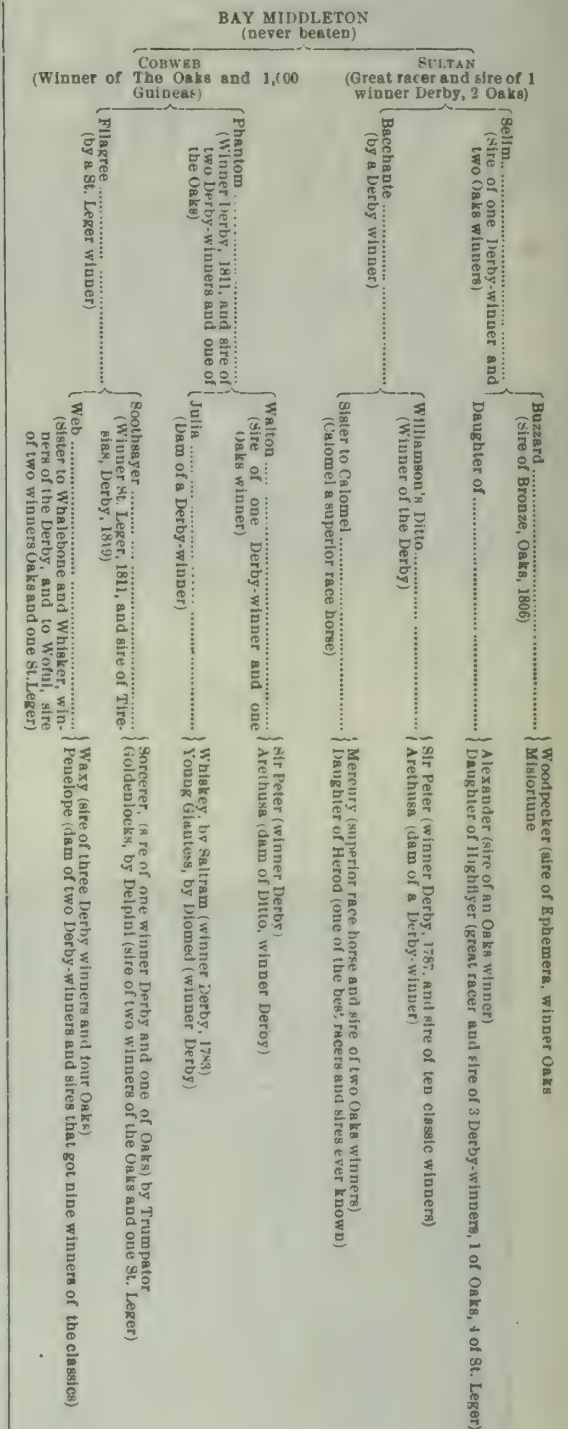 BAY MIDDLETON
(never beaten)
COBWEB
(Winner of The Oaks and 1,000
Guineas)
SULTAN
(Great racer and sire of 1
winner Derby, 2 Oaks)
Selim..
(Sire of one Derby-winner and
two Oaks winners)
Bacchante
(by a Derby winner)
Phantom
(Winner Derby, 1811, and sire of
two Derby-winners and one of
the Oaks)
Filagree
(by a St. Leger winner)
Buzzard
(Sire of Bronze, Oaks, 1806)
Daughter of
Williamson's Ditto
(Winner of the Derby)
Sister to Calomel
(Calomel a superior race horse)
Walton
(Sire of one Derby-winner and one
Oaks winner)
Julia
(Dam of a Derby-winner)
Soothsayer
(Winner St. Leger, 1811, and sire of Tire-
sias, Derby, 1819)
Web
(Sister to Whalebone and Whisker, win-
ners of the Derby, and to Woful, sire
of two winners Oaks and one St. Leger)
Woodpecker (sire of Ephemera, winner Oaks
Misfortune
Alexander (sire of an Oaks winner)
Daughter of Highflyer (great racer and sire of 3 Derby-winners, 1 of Oaks, 4 of St. Leger)
Sir Peter (winner Derby, 1787, and sire of ten classic winners)
Arethusa (dam of a Derby-winner)
Mercury (superior race horse and sire of two Oaks winners)
Daughter of Herod (one of the best racers and sires ever known)
Sir Peter (winner Derby)
Arethusa (dam of Ditto, winner Derby)
Whiskey, by Saltram (winner Derby, 1783)
Young Giantess, by Diomed (winner Derby)
Sorcerer, (sire of one winner Derby and one of Oaks) by Trumpator
Goldenlocks, by Delpini (sire of two winners of the Oaks and one St. Leger)
Waxy (sire of three Derby winners and four Oaks)
Penelope (dam of two Derby-winners and sires that got nine winners of the classics)